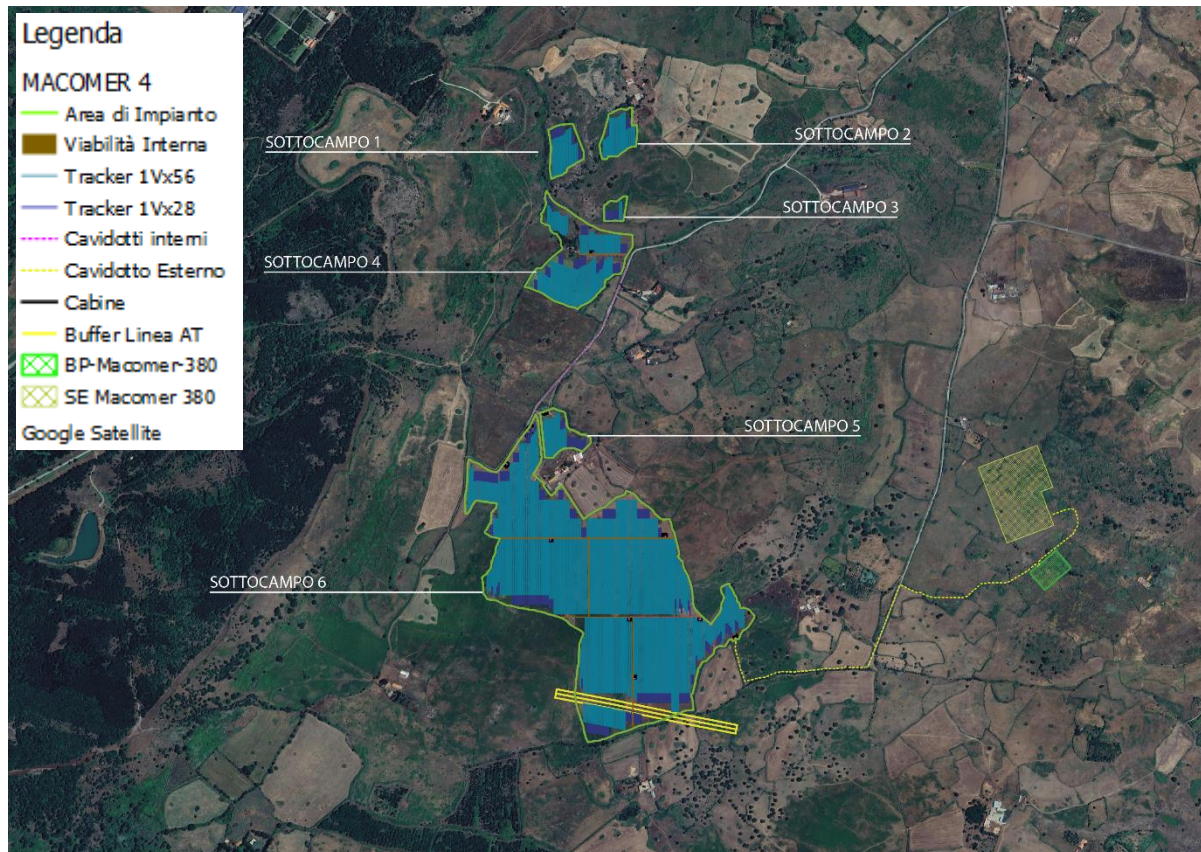 Legenda
MACOMER 4
Area di Impianto
Viabilità Interna
Tracker 1Vx56
Tracker 1Vx28
Cavidotti interni
Cavidotto Esterno
Cabine
Buffer Linea AT
BP-Macomer-380
SE Macomer 380
Google Satellite
SOTTOCAMPO 1
SOTTOCAMPO 2
SOTTOCAMPO 3
SOTTOCAMPO 4
SOTTOCAMPO 5
SOTTOCAMPO 6